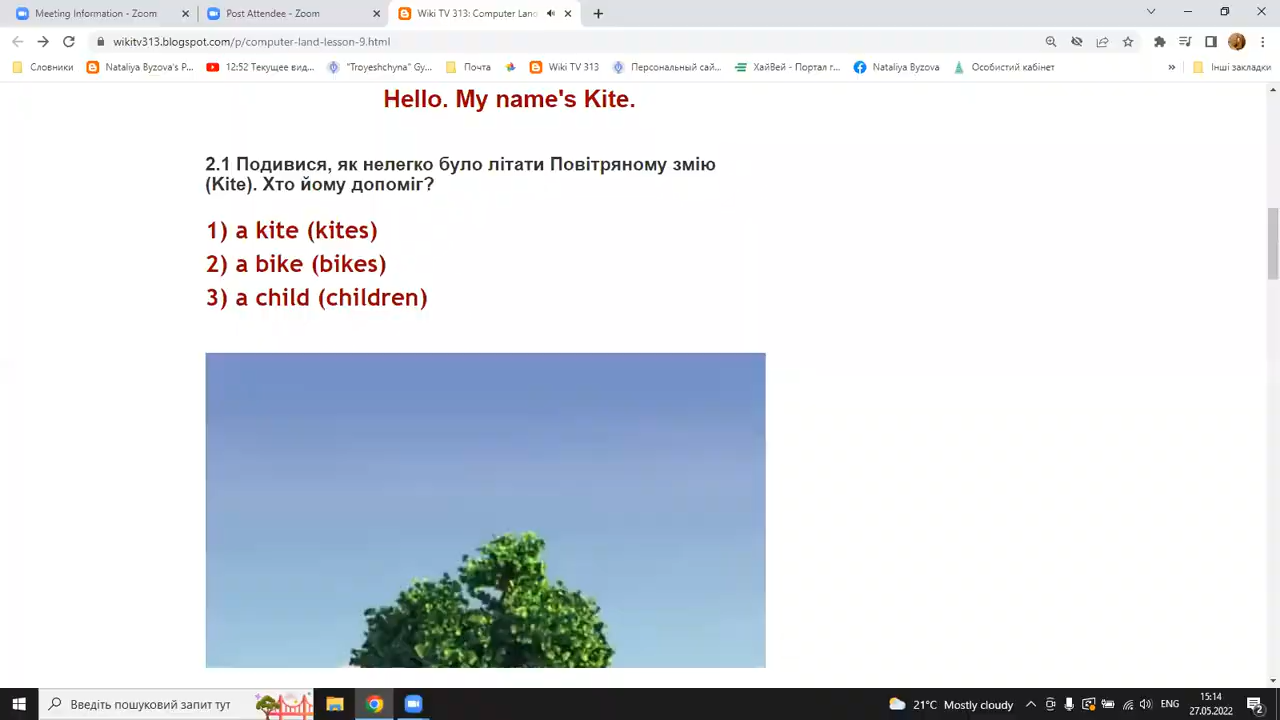 Meeting Information - Zoom
Post Attendee - Zoom
Wiki TV 313: Computer Land
wikitv313.blogspot.com/p/computer-land-lesson-9.html
Словники
Nataliya Byzova's P...
12:52 Текущее вид...
"Troyeshchyna" Gy...
Почта
Wiki TV 313
Персональный сай...
ХайВей - Портал г...
Nataliya Byzova
Особистий кабінет
»
Інші закладки
Hello. My name's Kite.
2.1 Подивися, як нелегко було літати Повітряному змію
(Kite). Хто йому допоміг?
1) a kite (kites)
2) a bike (bikes)
3) a child (children)
Введіть пошуковий запит тут
21°C Mostly cloudy
ENG
15:14
27.05.2022
2